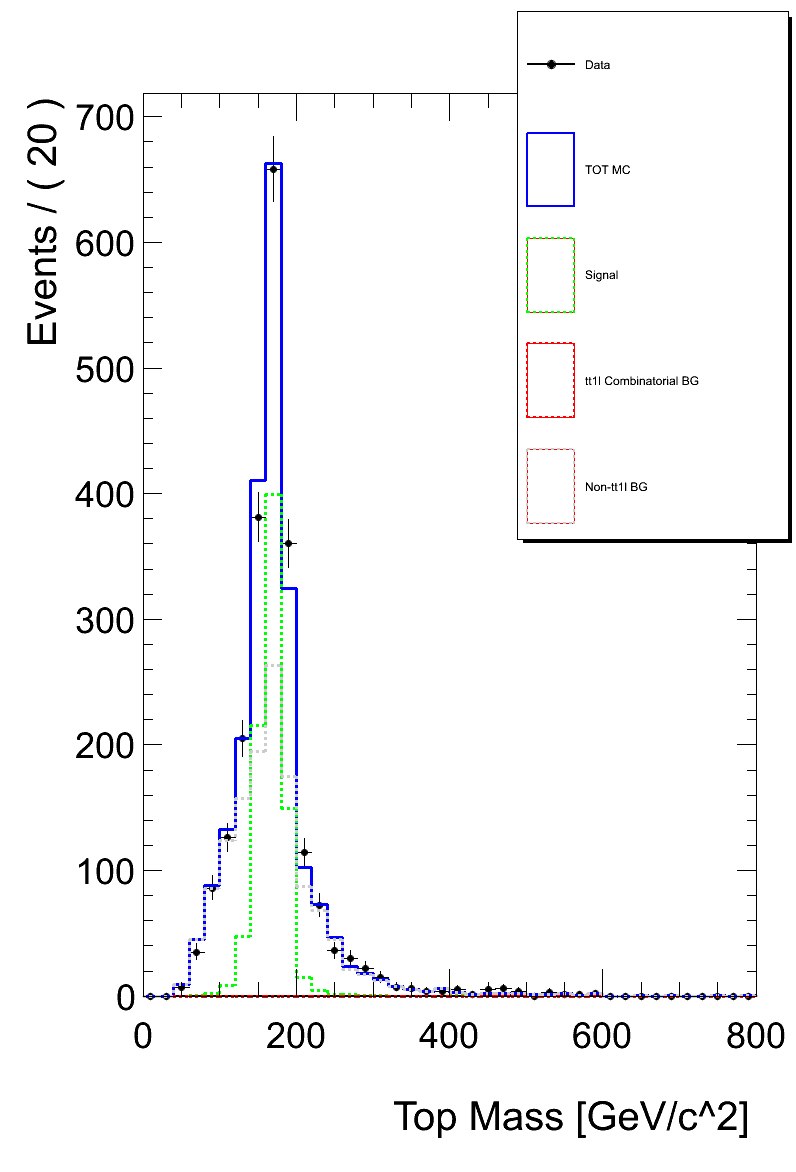 Data
TOT MC
Signal
tt1l Combinatorial BG
Non-tt1l BG
Events / ( 20 )
700
600
500
400
300
200
100
0
0 200 400 600 800
Top Mass [GeV/c^2]